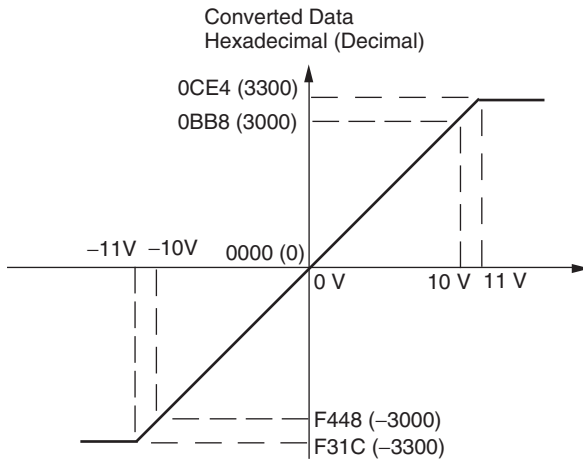 Converted Data
Hexadecimal (Decimal)
0CE4 (3300)
0BB8 (3000)
−11V −10V 0000 (0)
0 V 10 V 11 V
F448 (−3000)
F31C (−3300)